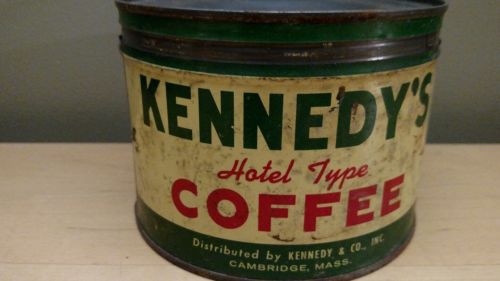 KENNEDY'S
Hotel Type
COFFEE
Distributed by KENNEDY & CO., INC.
CAMBRIDGE, MASS.